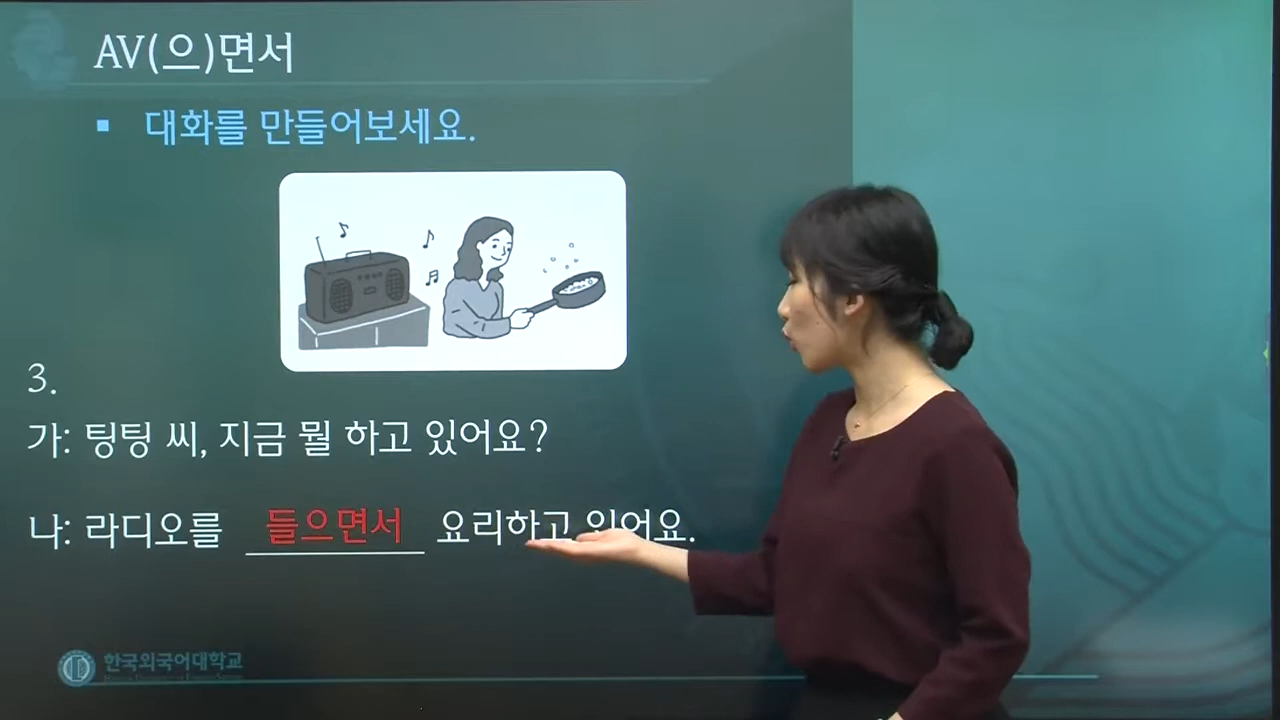 AV(으)면서
▪ 대화를 만들어보세요.
3.
가: 팅팅 씨, 지금 뭘 하고 있어요?
나: 라디오를 들으면서 요리하고 있어요.
한국외국어대학교